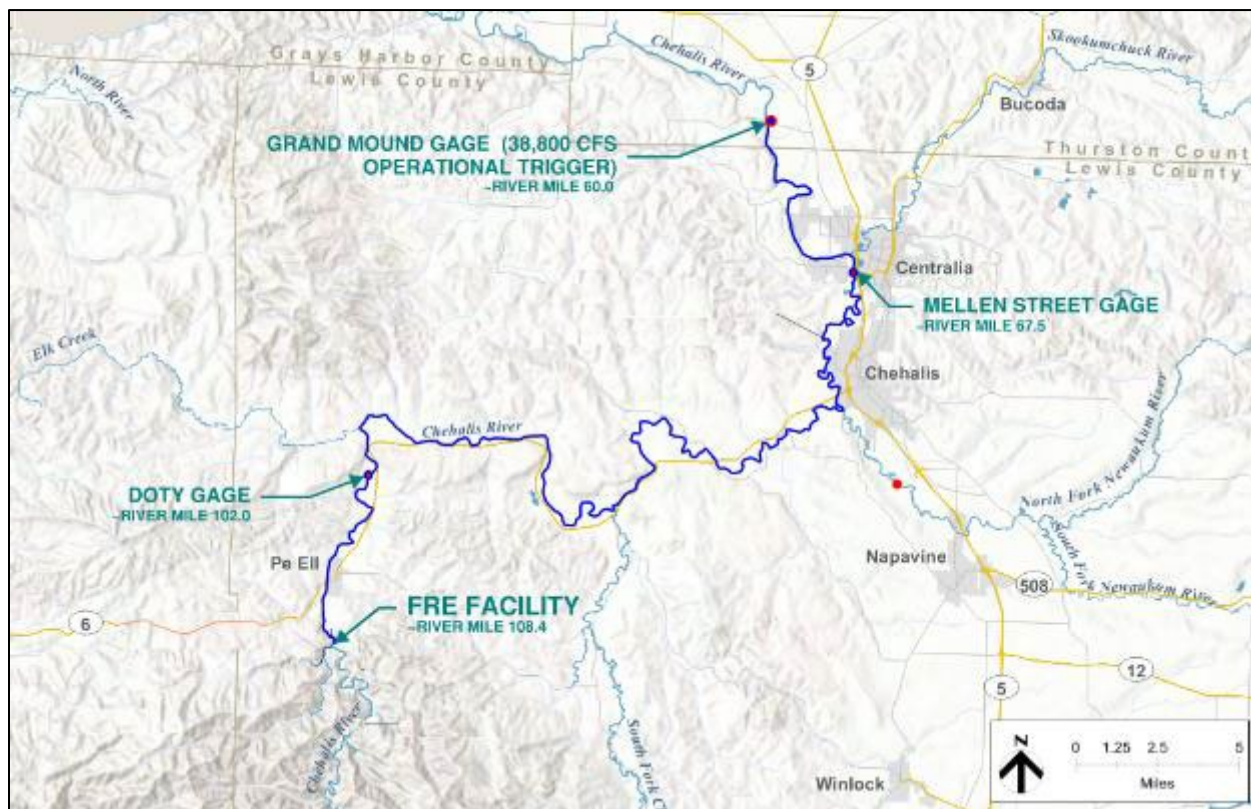 Grays Harbor County
Lewis County
North River
Chehalis River
5
Skookumchuck River
Bucoda
GRAND MOUND GAGE (38,800 CFS
OPERATIONAL TRIGGER)
~RIVER MILE 60.0
Thurston County
Lewis County
Centralia
MELLEN STREET GAGE
~RIVER MILE 67.5
Elk Creek
Chehalis
Chehalis River
DOTY GAGE
~RIVER MILE 102.0
North Fork Newaukum River
Pe Ell
Napavine
South Fork Newaukum River
508
FRE FACILITY
~RIVER MILE 108.4
6
12
5
Chehalis River
South Fork C
Winlock
N
0 1.25 2.5 5
Miles